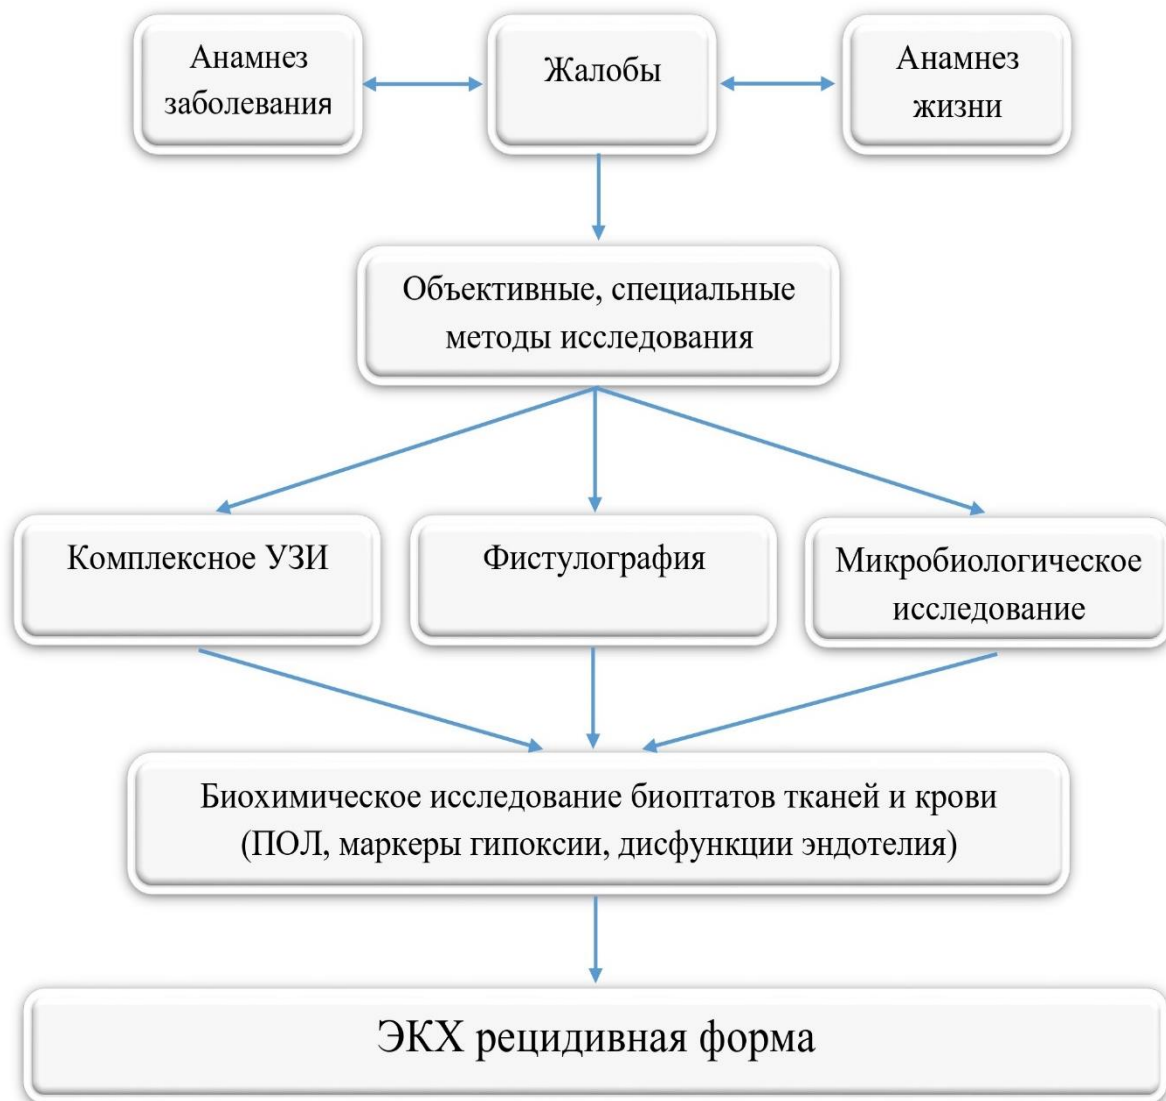 Анамнез
заболевания
Жалобы
Анамнез
жизни
Объективные, специальные
методы исследования
Комплексное УЗИ
Фистулография
Микробиологическое
исследование
Биохимическое исследование биоптатов тканей и крови
(ПОЛ, маркеры гипоксии, дисфункции эндотелия)
ЭКХ рецидивная форма